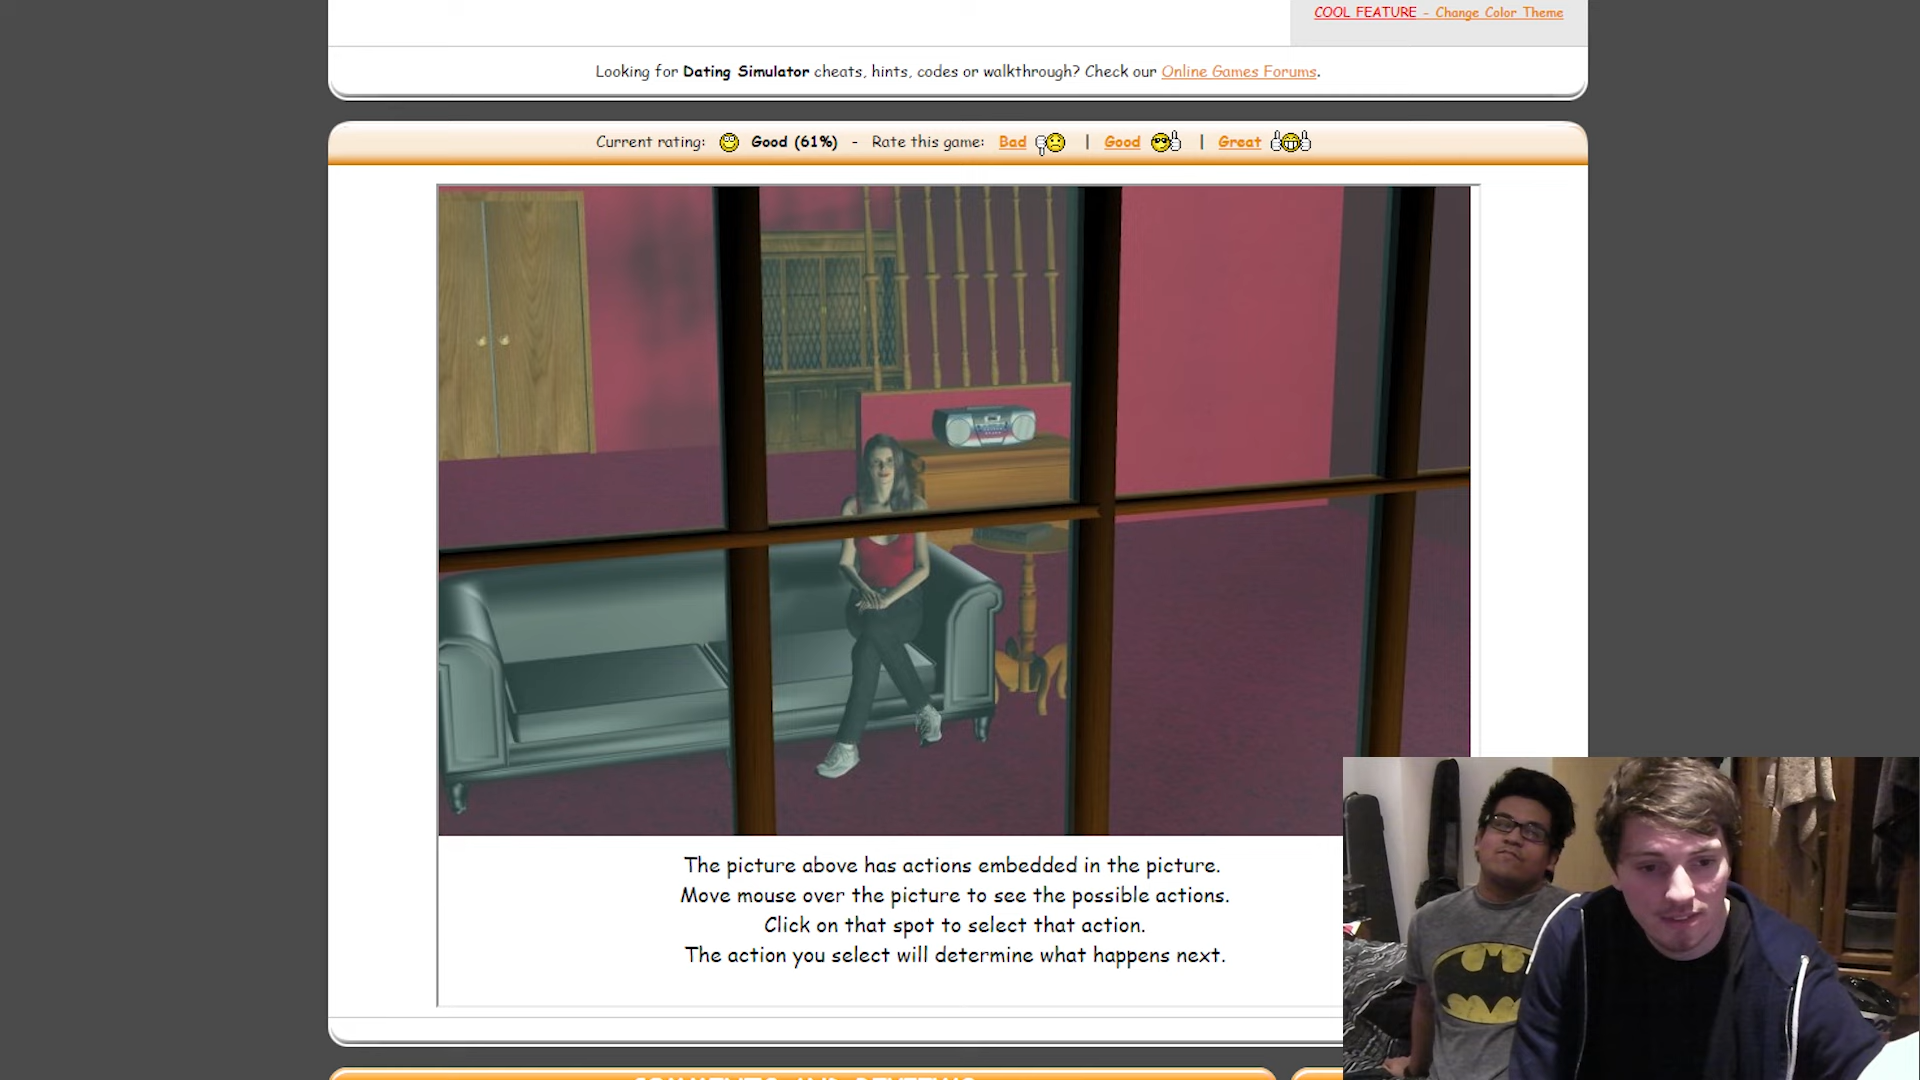 COOL FEATURE - Change Color Theme
Looking for Dating Simulator cheats, hints, codes or walkthrough? Check our Online Games Forums.
Current rating: Good (61%) - Rate this game: Bad | Good | Great
The picture above has actions embedded in the picture.
Move mouse over the picture to see the possible actions.
Click on that spot to select that action.
The action you select will determine what happens next.
COMMENTS AND REVIEWS